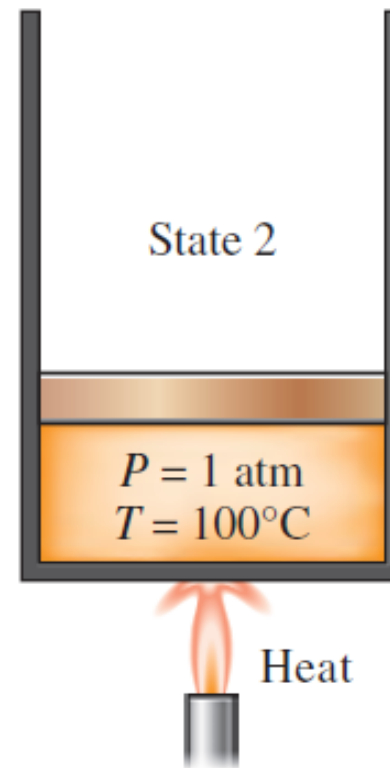 State 2
P = 1 atm
T = 100°C
Heat